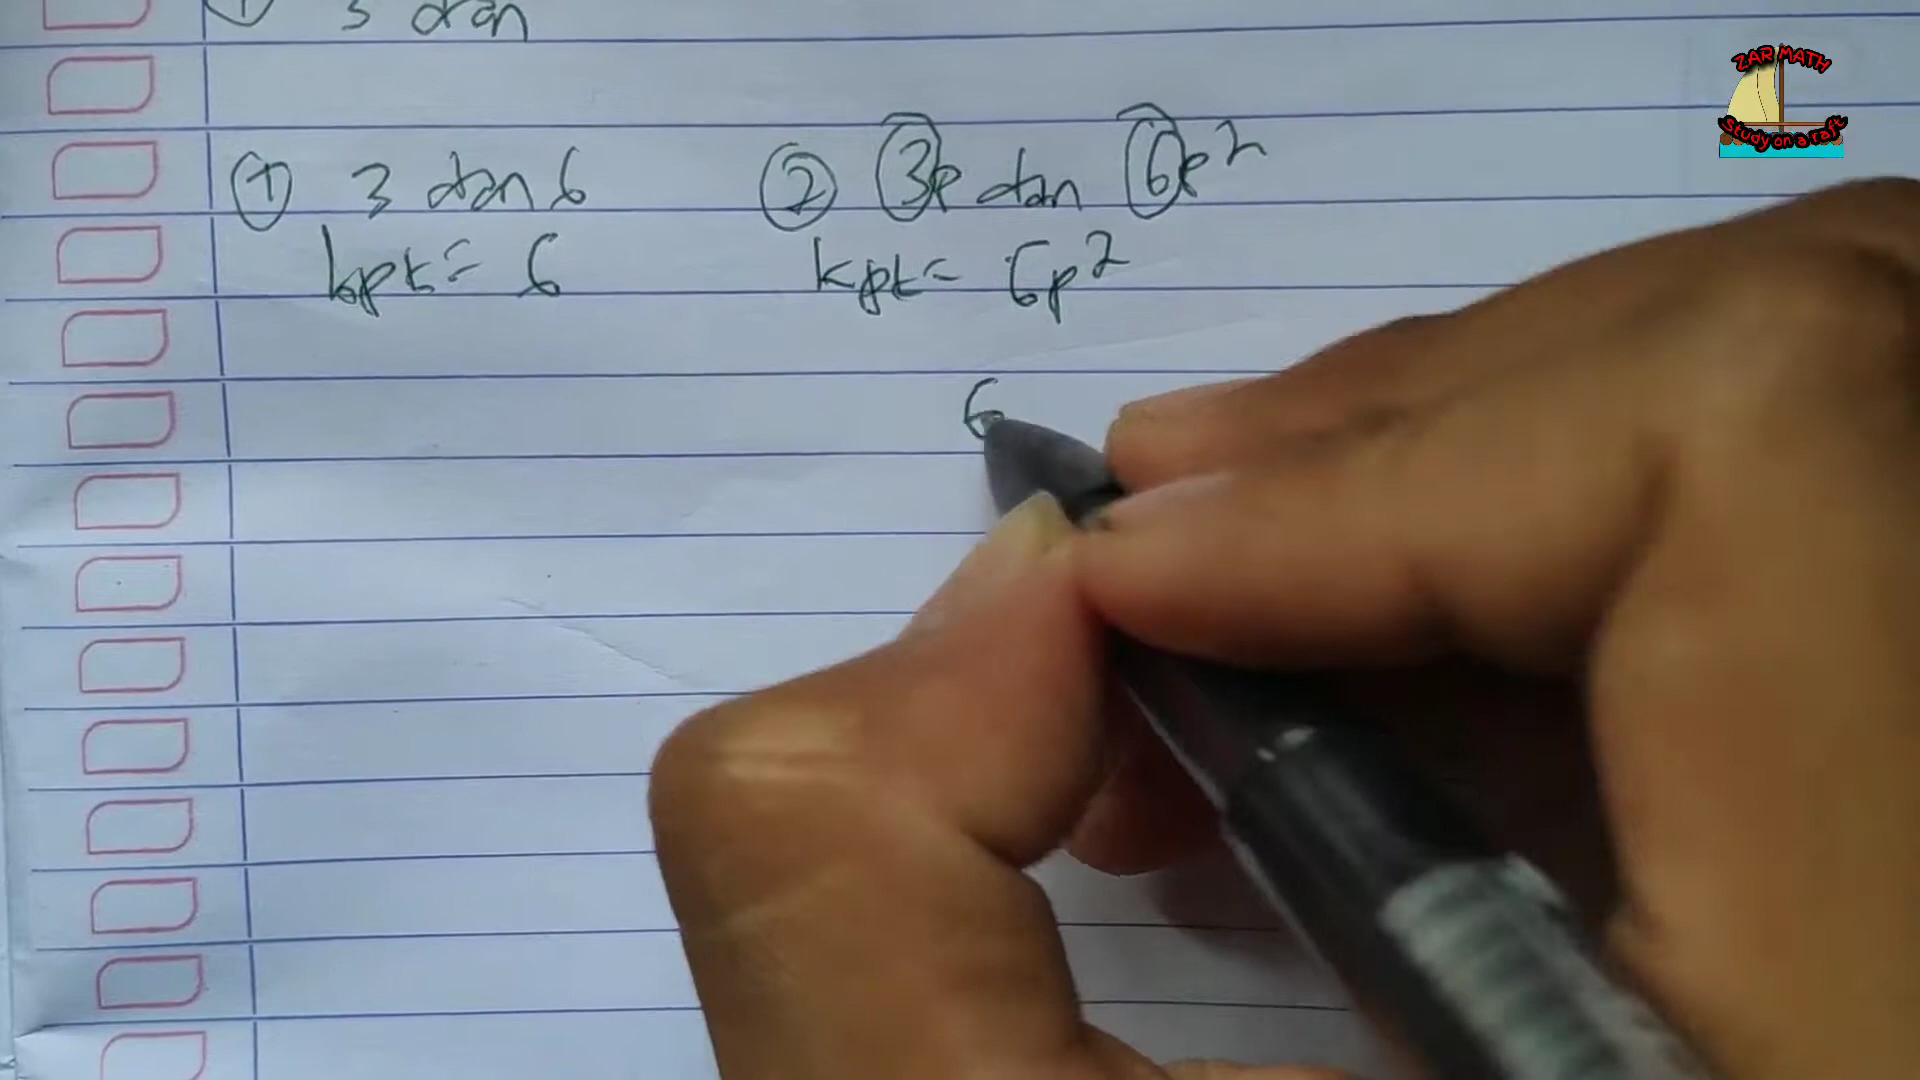 ① 3 dan
ZAR MATH
Study on a raft
① 3 dan 6 ② 3p dan 6p²
kpk = 6 kpk = 6p²
6